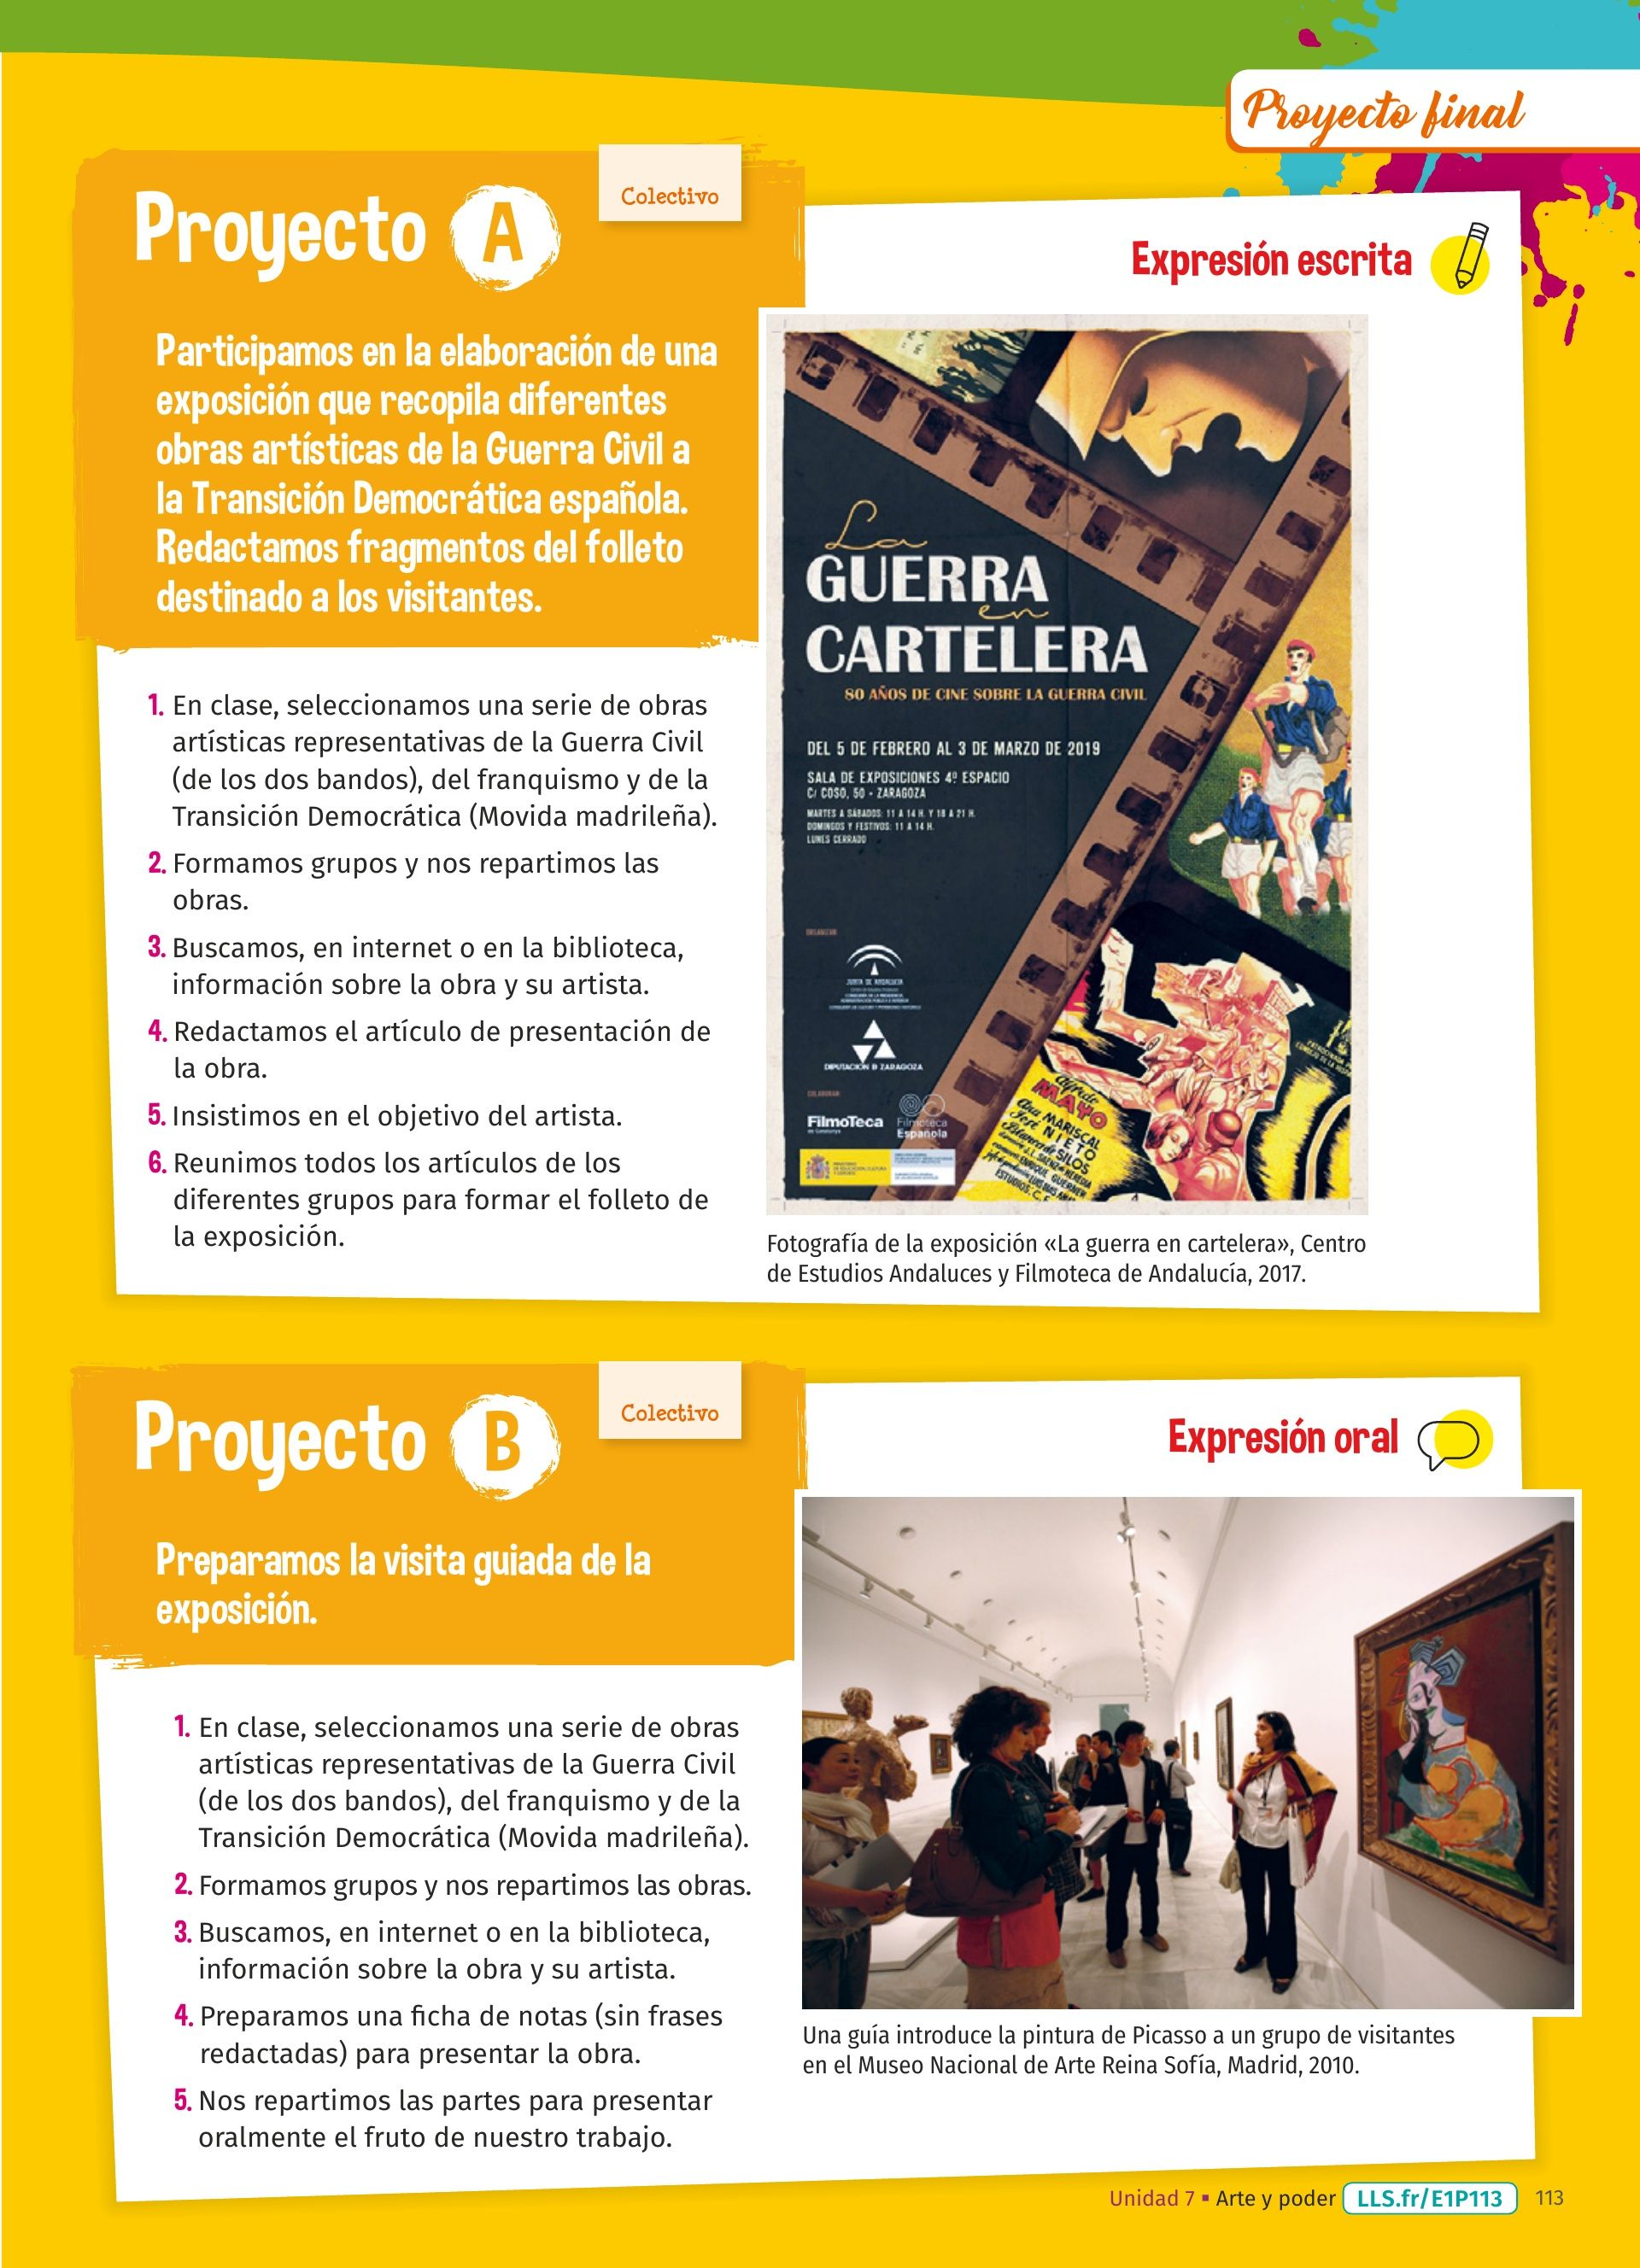 Proyecto final
Proyecto A
Colectivo
Expresión escrita
Participamos en la elaboración de una
exposición que recopila diferentes
obras artísticas de la Guerra Civil a
la Transición Democrática española.
Redactamos fragmentos del folleto
destinado a los visitantes.
1. En clase, seleccionamos una serie de obras
artísticas representativas de la Guerra Civil
(de los dos bandos), del franquismo y de la
Transición Democrática (Movida madrileña).
2. Formamos grupos y nos repartimos las
obras.
3. Buscamos, en internet o en la biblioteca,
información sobre la obra y su artista.
4. Redactamos el artículo de presentación de
la obra.
5. Insistimos en el objetivo del artista.
6. Reunimos todos los artículos de los
diferentes grupos para formar el folleto de
la exposición.
La
GUERRA
en
CARTELERA
80 AÑOS DE CINE SOBRE LA GUERRA CIVIL
DEL 5 DE FEBRERO AL 3 DE MARZO DE 2019
SALA DE EXPOSICIONES 4º ESPACIO
C/ COSO, 50 - ZARAGOZA
MARTES A SÁBADOS: 11 A 14 H. Y 18 A 21 H.
DOMINGOS Y FESTIVOS: 11 A 14 H.
LUNES CERRADO
ORGANIZAN
JUNTA DE ANDALUCIA
DIPUTACIÓN D ZARAGOZA
COLABORAN
FilmoTeca
de Catalunya
Filmoteca
Española
Alfredo
MAYO
Ana MARISCAL
José NIETO
Blanca de SILOS
Fotografía de la exposición «La guerra en cartelera», Centro
de Estudios Andaluces y Filmoteca de Andalucía, 2017.
Proyecto B
Colectivo
Expresión oral
Preparamos la visita guiada de la
exposición.
1. En clase, seleccionamos una serie de obras
artísticas representativas de la Guerra Civil
(de los dos bandos), del franquismo y de la
Transición Democrática (Movida madrileña).
2. Formamos grupos y nos repartimos las obras.
3. Buscamos, en internet o en la biblioteca,
información sobre la obra y su artista.
4. Preparamos una ficha de notas (sin frases
redactadas) para presentar la obra.
5. Nos repartimos las partes para presentar
oralmente el fruto de nuestro trabajo.
Una guía introduce la pintura de Picasso a un grupo de visitantes
en el Museo Nacional de Arte Reina Sofía, Madrid, 2010.
Unidad 7 ▪ Arte y poder LLS.fr/E1P113 113